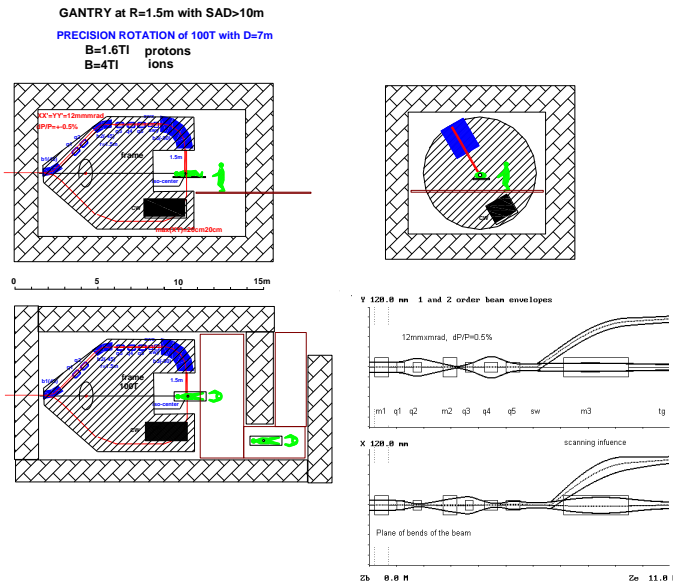 GANTRY at R=1.5m with SAD>10m
PRECISION ROTATION of 100T with D=7m
B=1.6Tl protons
B=4Tl ions
XX'=YY'=12mmmrad
dP/P=+-0.5%
frame
1.5m
iso-center
CW
max(XY)=20cm20cm
CW
0 5 10 15m
frame
100T
1.5m
iso-center
CW
Y 120.0 mm 1 and 2 order beam envelopes
12mmxmrad, dP/P=0.5%
m1 q1 q2 m2 q3 q4 q5 sw m3 tg
X 120.0 mm
scanning infuence
Plane of bends of the beam
Zb 0.0 M Ze 11.0